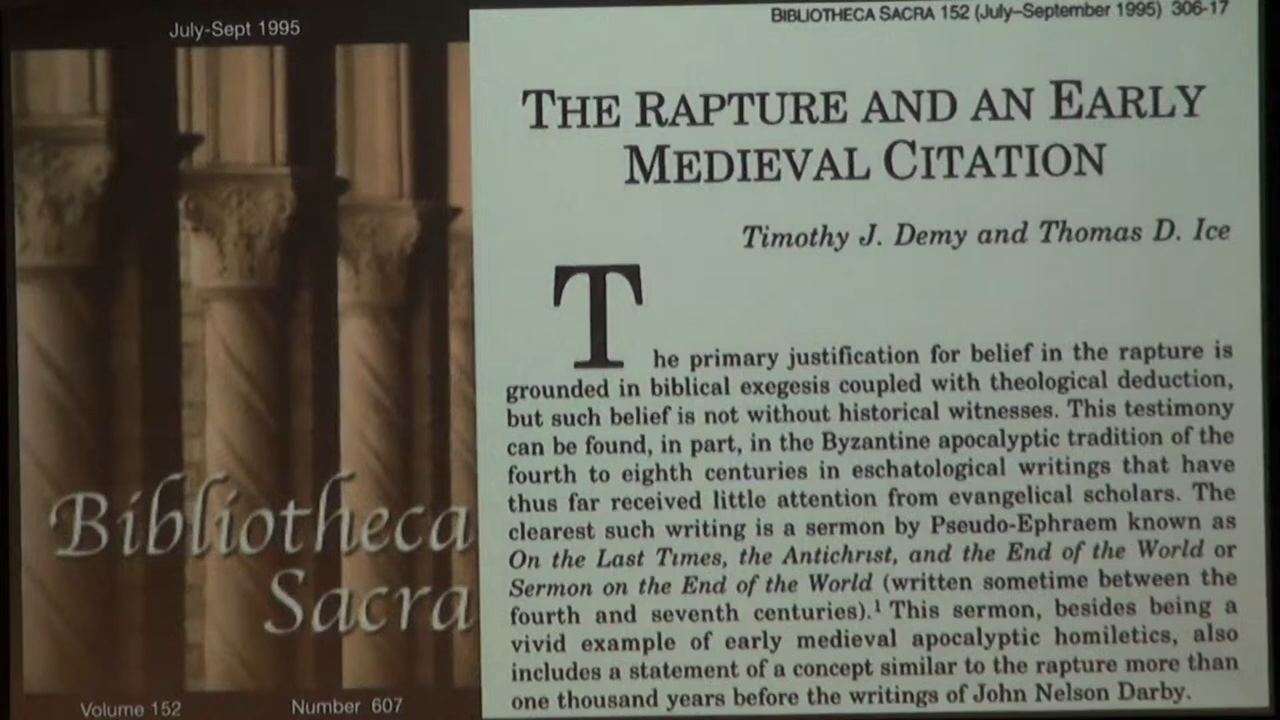 July-Sept 1995
Bibliotheca
Sacra
Volume 152
Number 607
BIBLIOTHECA SACRA 152 (July–September 1995) 306-17
THE RAPTURE AND AN EARLY
MEDIEVAL CITATION
Timothy J. Demy and Thomas D. Ice
The primary justification for belief in the rapture is
grounded in biblical exegesis coupled with theological deduction,
but such belief is not without historical witnesses. This testimony
can be found, in part, in the Byzantine apocalyptic tradition of the
fourth to eighth centuries in eschatological writings that have
thus far received little attention from evangelical scholars. The
clearest such writing is a sermon by Pseudo-Ephraem known as
On the Last Times, the Antichrist, and the End of the World or
Sermon on the End of the World (written sometime between the
fourth and seventh centuries).¹ This sermon, besides being a
vivid example of early medieval apocalyptic homiletics, also
includes a statement of a concept similar to the rapture more than
one thousand years before the writings of John Nelson Darby.